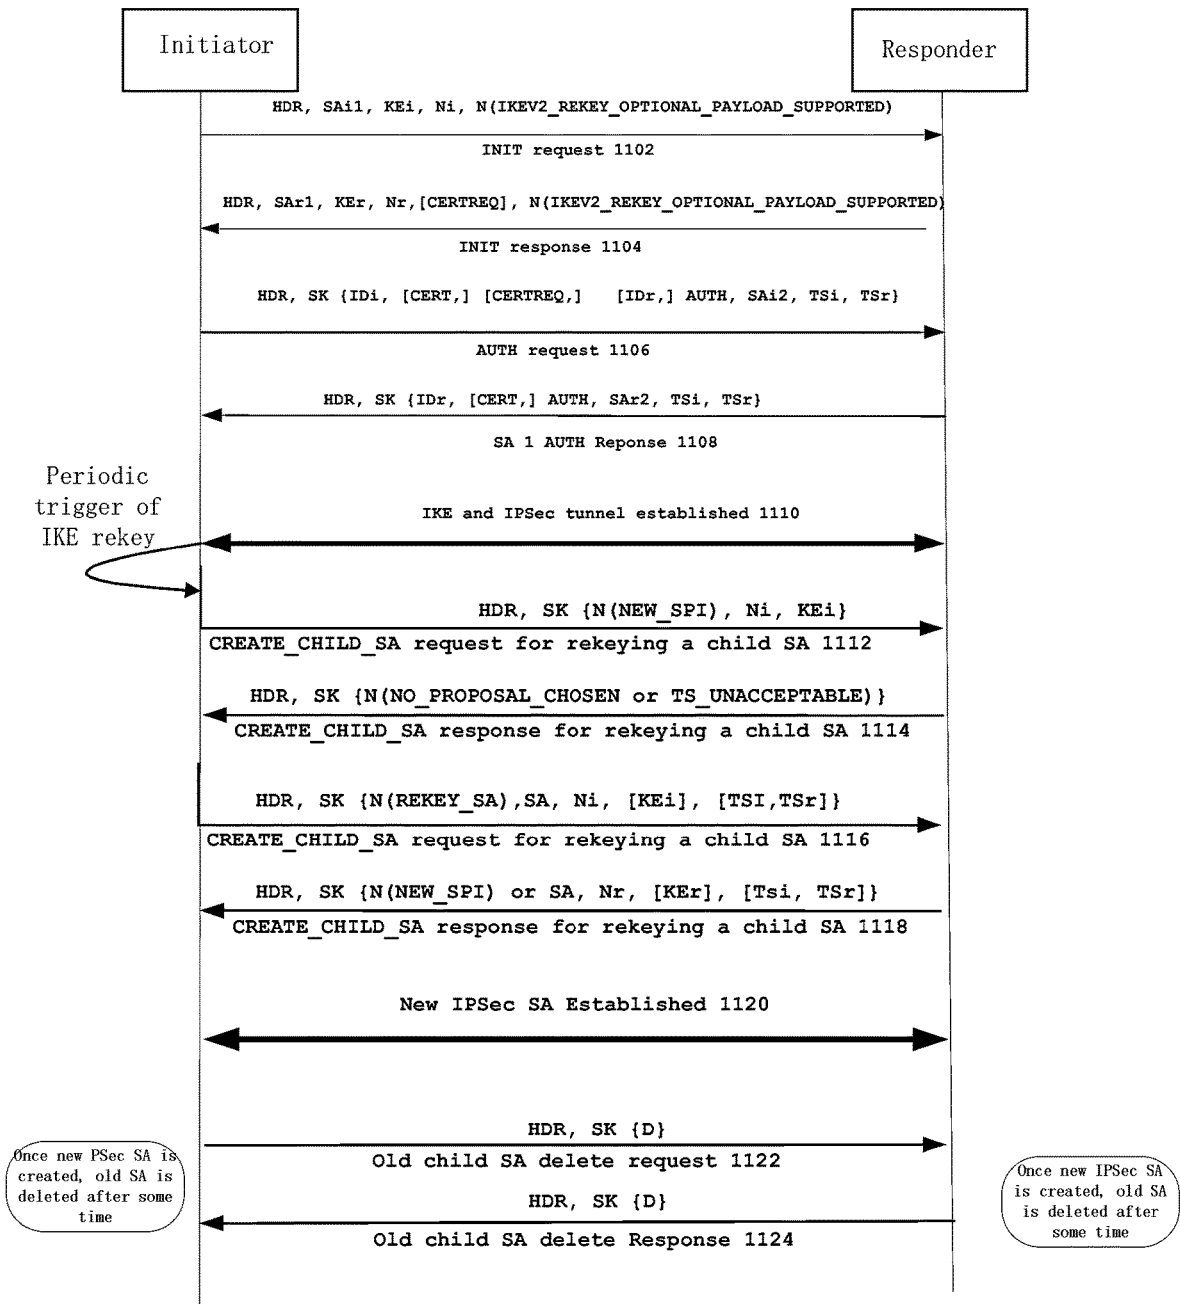 Initiator
Responder
HDR, SAi1, KEi, Ni, N(IKEV2_REKEY_OPTIONAL_PAYLOAD_SUPPORTED)
INIT request 1102
HDR, SAr1, KEr, Nr,[CERTREQ], N(IKEV2_REKEY_OPTIONAL_PAYLOAD_SUPPORTED)
INIT response 1104
HDR, SK {IDi, [CERT,] [CERTREQ,] [IDr,] AUTH, SAi2, TSi, TSr}
AUTH request 1106
HDR, SK {IDr, [CERT,] AUTH, SAr2, TSi, TSr}
SA 1 AUTH Reponse 1108
Periodic
trigger of
IKE rekey
IKE and IPSec tunnel established 1110
HDR, SK {N(NEW_SPI), Ni, KEi}
CREATE_CHILD_SA request for rekeying a child SA 1112
HDR, SK {N(NO_PROPOSAL_CHOSEN or TS_UNACCEPTABLE)}
CREATE_CHILD_SA response for rekeying a child SA 1114
HDR, SK {N(REKEY_SA),SA, Ni, [KEi], [TSI,TSr]}
CREATE_CHILD_SA request for rekeying a child SA 1116
HDR, SK {N(NEW_SPI) or SA, Nr, [KEr], [Tsi, TSr]}
CREATE_CHILD_SA response for rekeying a child SA 1118
New IPSec SA Established 1120
HDR, SK {D}
Old child SA delete request 1122
HDR, SK {D}
Old child SA delete Response 1124
Once new PSec SA is
created, old SA is
deleted after some
time
Once new IPSec SA
is created, old SA
is deleted after
some time